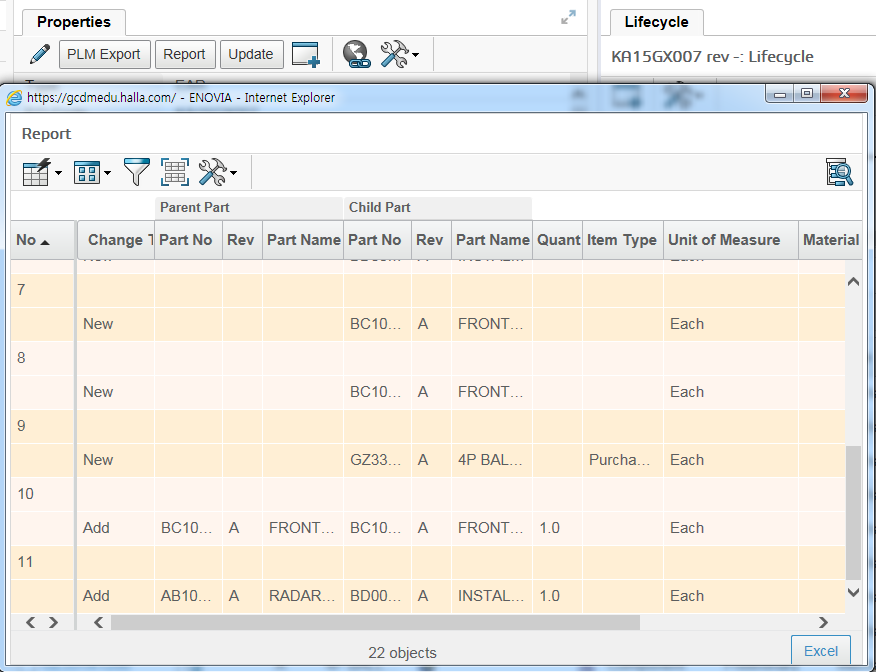 Properties
Lifecycle
PLM Export
Report
Update
KA15GX007 rev -: Lifecycle
https://gcdmedu.halla.com/ - ENOVIA - Internet Explorer
Report
Parent Part
Child Part
No
Change T
Part No
Rev
Part Name
Part No
Rev
Part Name
Quant
Item Type
Unit of Measure
Material
7
New BC10... A FRONT... Each
8
New BC10... A FRONT... Each
9
New GZ33... A 4P BAL... Purcha... Each
10
Add BC10... A FRONT... BC10... A FRONT... 1.0 Each
11
Add AB10... A RADAR... BD00... A INSTAL... 1.0 Each
22 objects
Excel